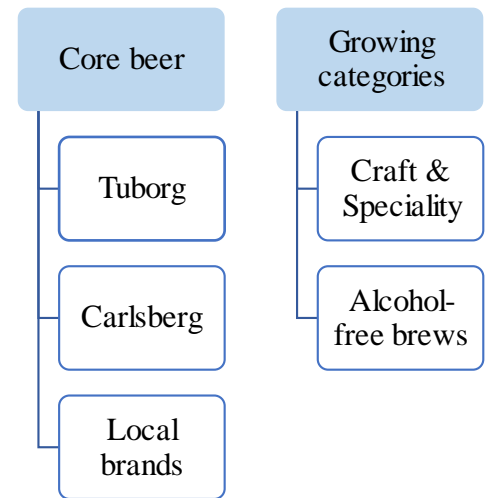 Core beer
Tuborg
Carlsberg
Local
brands
Growing
categories
Craft &
Speciality
Alcohol-
free brews